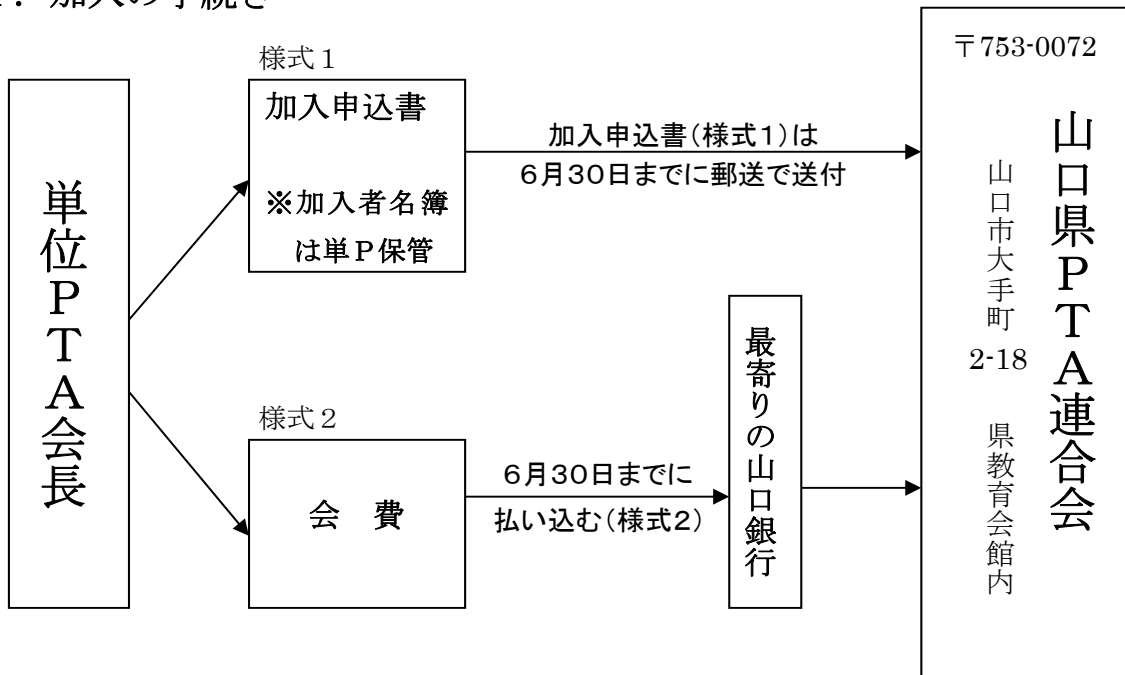 加入の手続き
単位PTA会長
様式1
加入申込書
※加入者名簿
は単P保管
加入申込書(様式1)は
6月30日までに郵送で送付
様式2
会 費
6月30日までに
払い込む(様式2)
最寄りの山口銀行
〒753-0072
山口県PTA連合会
山口市大手町 2-18 県教育会館内